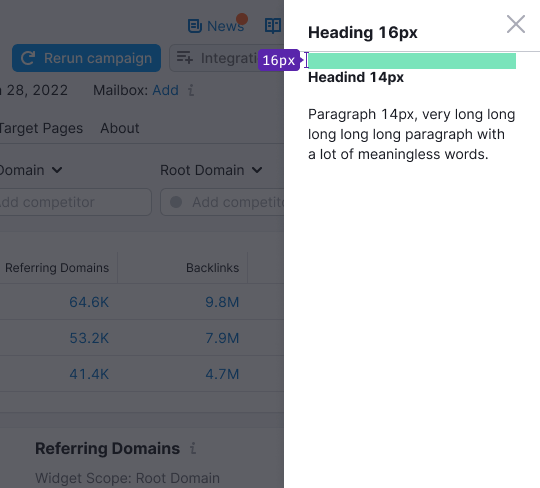 News
Rerun campaign
Integrati
28, 2022 Mailbox: Add i
Target Pages About
Domain Root Domain
dd competitor Add competito
Referring Domains Backlinks
64.6K 9.8M
53.2K 7.9M
41.4K 4.7M
Referring Domains i
Widget Scope: Root Domain
Heading 16px
16px
Headind 14px
Paragraph 14px, very long long
long long long paragraph with
a lot of meaningless words.